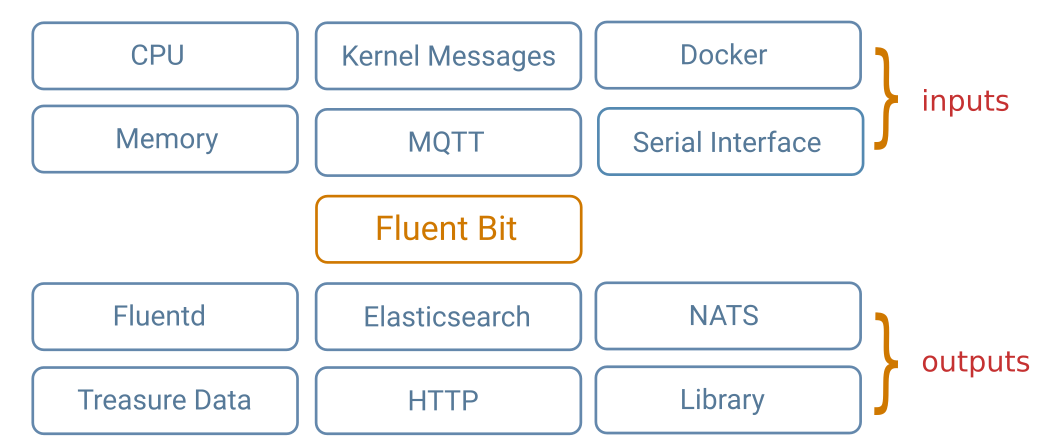 CPU
Kernel Messages
Docker
inputs
Memory
MQTT
Serial Interface
Fluent Bit
Fluentd
Elasticsearch
NATS
outputs
Treasure Data
HTTP
Library